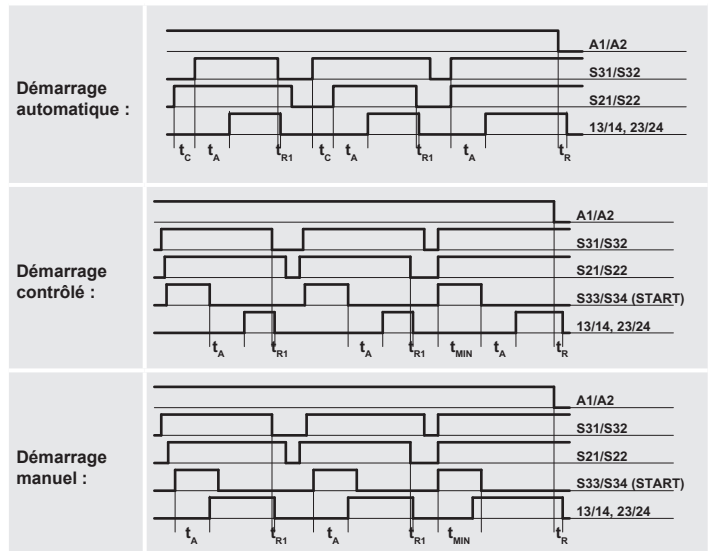 Démarrage
automatique :
A1/A2
S31/S32
S21/S22
13/14, 23/24
tC tA tR1 tC tA tR1 tA tR
Démarrage
contrôlé :
A1/A2
S31/S32
S21/S22
S33/S34 (START)
13/14, 23/24
tA tR1 tA tR1 tMIN tA tR
Démarrage
manuel :
A1/A2
S31/S32
S21/S22
S33/S34 (START)
13/14, 23/24
tA tR1 tA tR1 tMIN tR